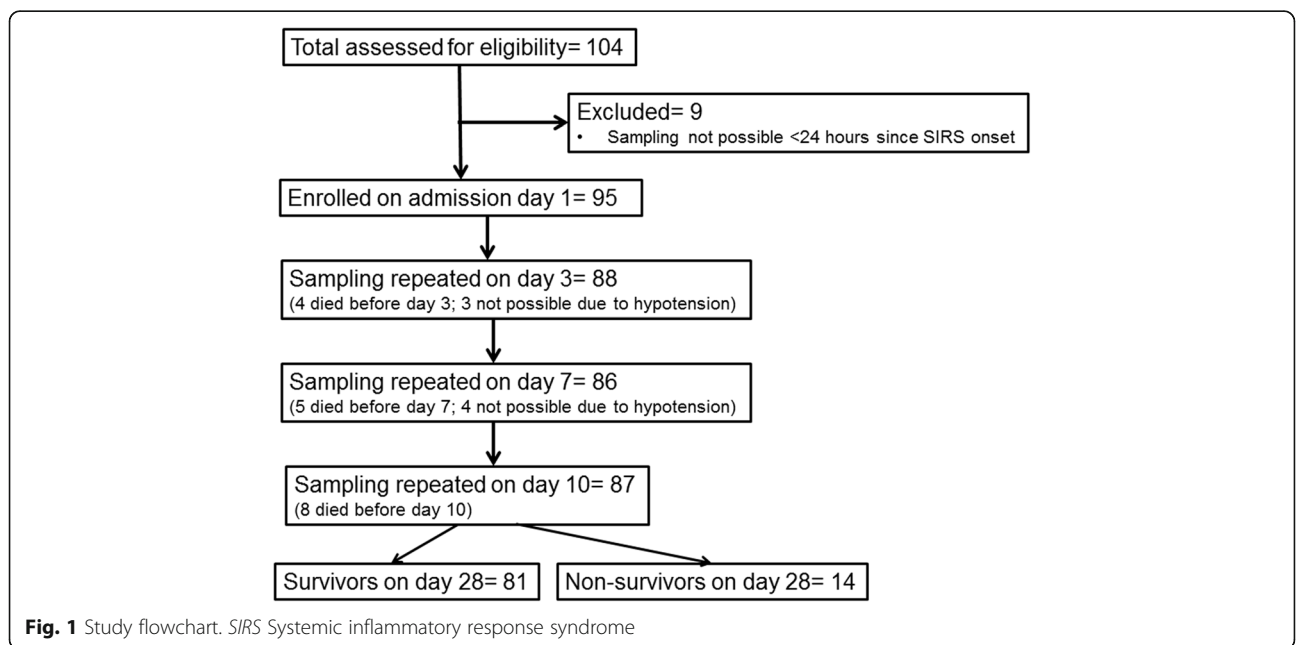 Total assessed for eligibility= 104
Excluded= 9
• Sampling not possible <24 hours since SIRS onset
Enrolled on admission day 1= 95
Sampling repeated on day 3= 88
(4 died before day 3; 3 not possible due to hypotension)
Sampling repeated on day 7= 86
(5 died before day 7; 4 not possible due to hypotension)
Sampling repeated on day 10= 87
(8 died before day 10)
Survivors on day 28= 81
Non-survivors on day 28= 14
Fig. 1 Study flowchart. SIRS Systemic inflammatory response syndrome